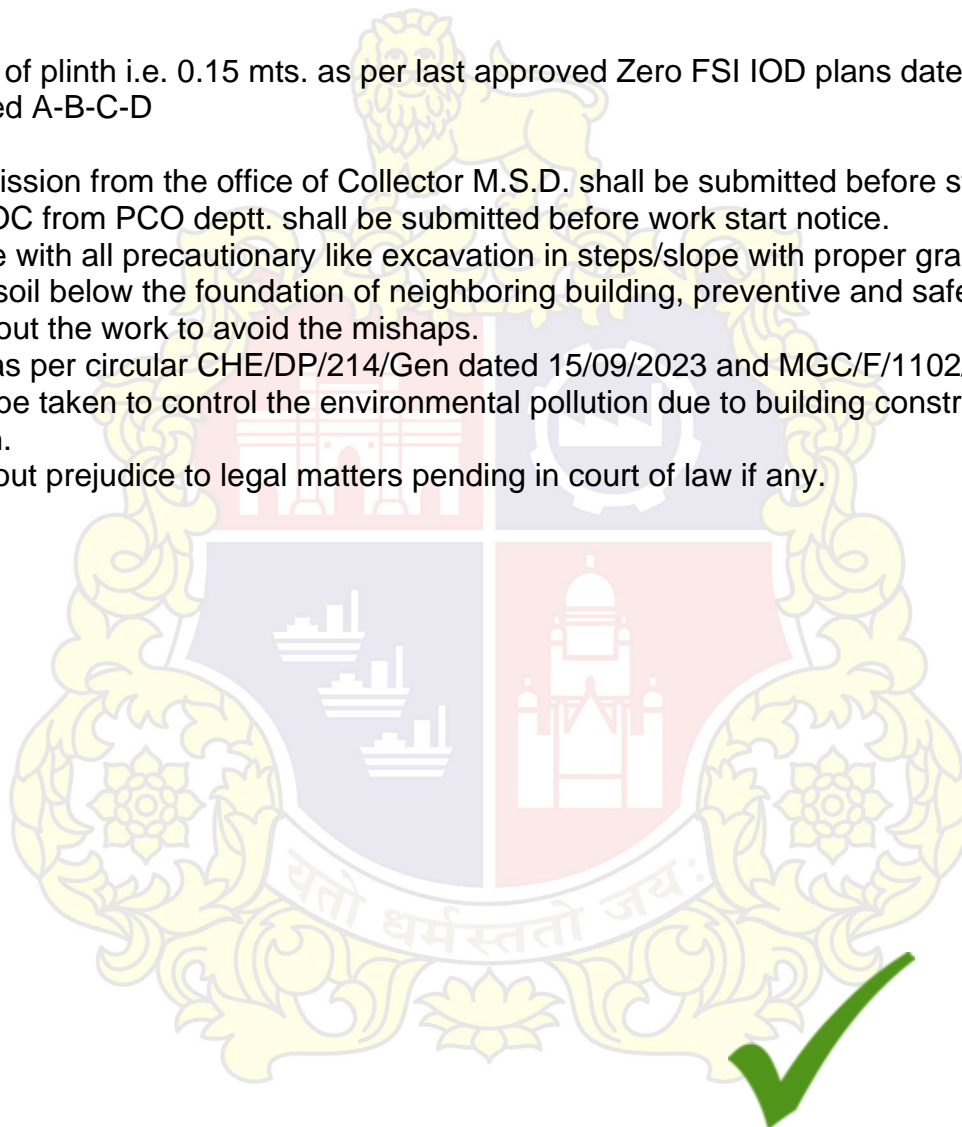 of plinth i.e. 0.15 mts. as per last approved Zero FSI IOD plans date
ed A-B-C-D
ission from the office of Collector M.S.D. shall be submitted before s
OC from PCO deptt. shall be submitted before work start notice.
e with all precautionary like excavation in steps/slope with proper gra
soil below the foundation of neighboring building, preventive and safe
out the work to avoid the mishaps.
as per circular CHE/DP/214/Gen dated 15/09/2023 and MGC/F/1102
be taken to control the environmental pollution due to building constr
.
out prejudice to legal matters pending in court of law if any.
यतो धर्मस्ततो जय: